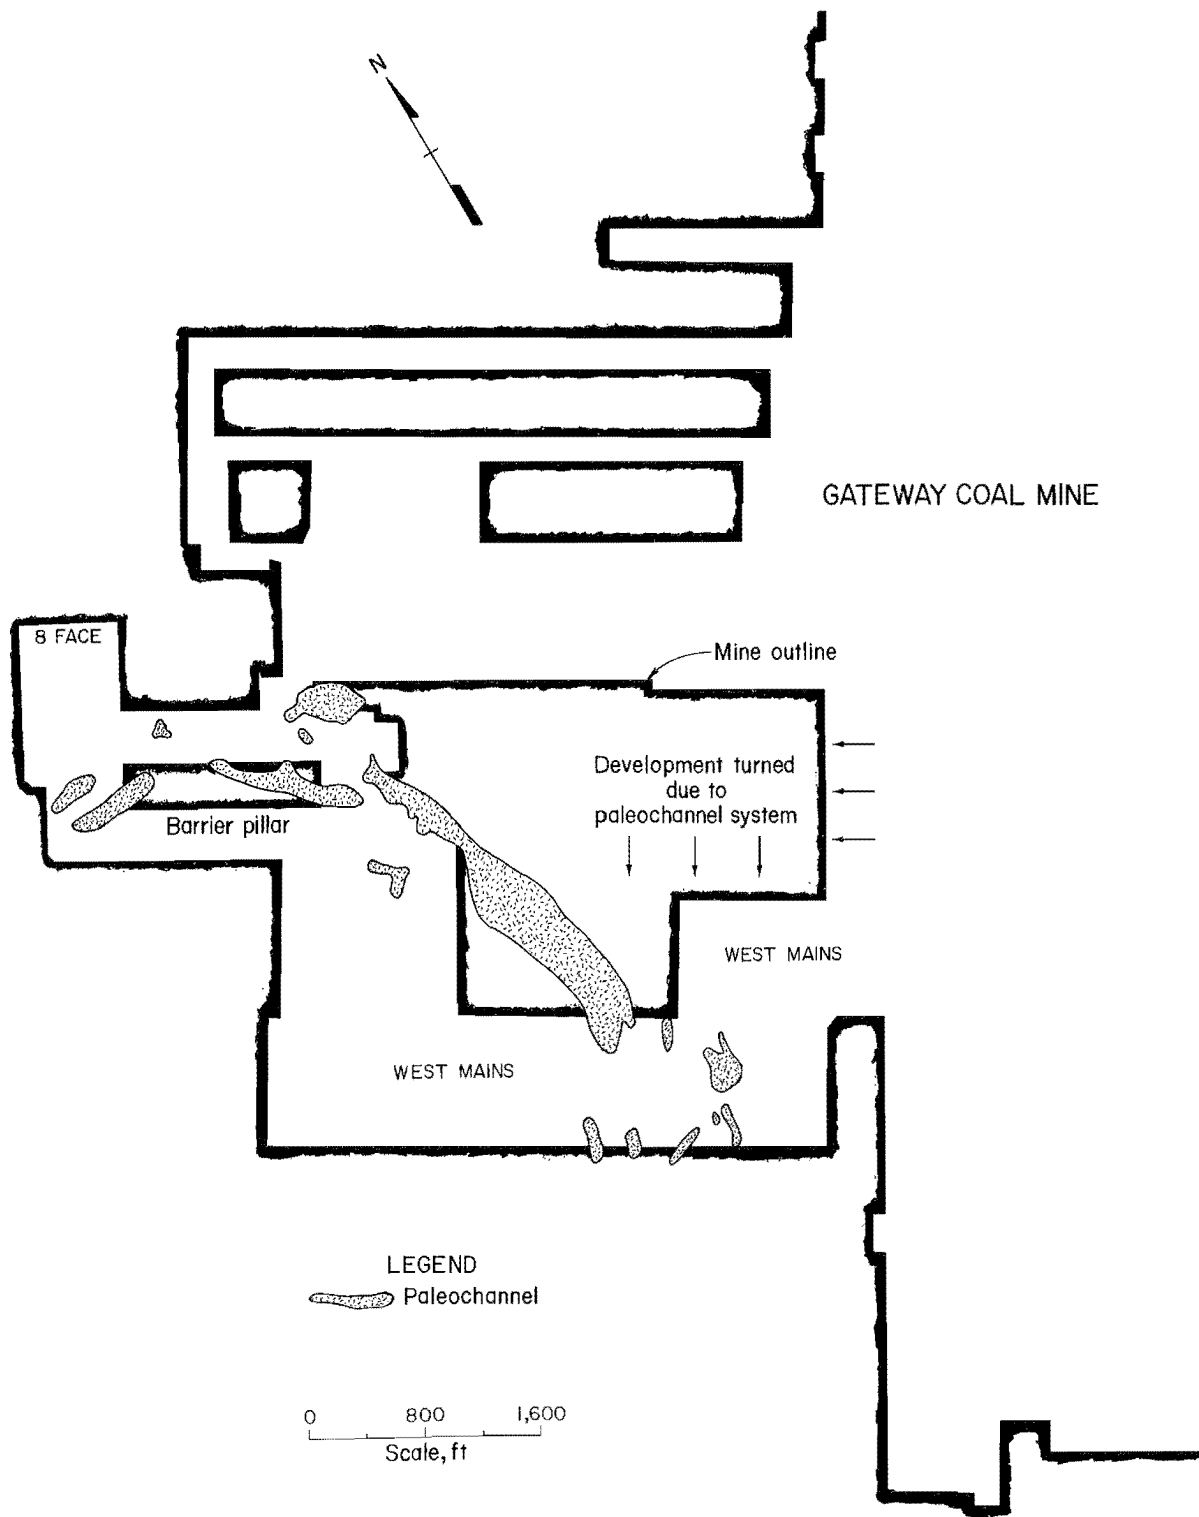 N
GATEWAY COAL MINE
8 FACE
Mine outline
Development turned
due to
paleochannel system
Barrier pillar
WEST MAINS
WEST MAINS
LEGEND
Paleochannel
0 800 1,600
Scale, ft